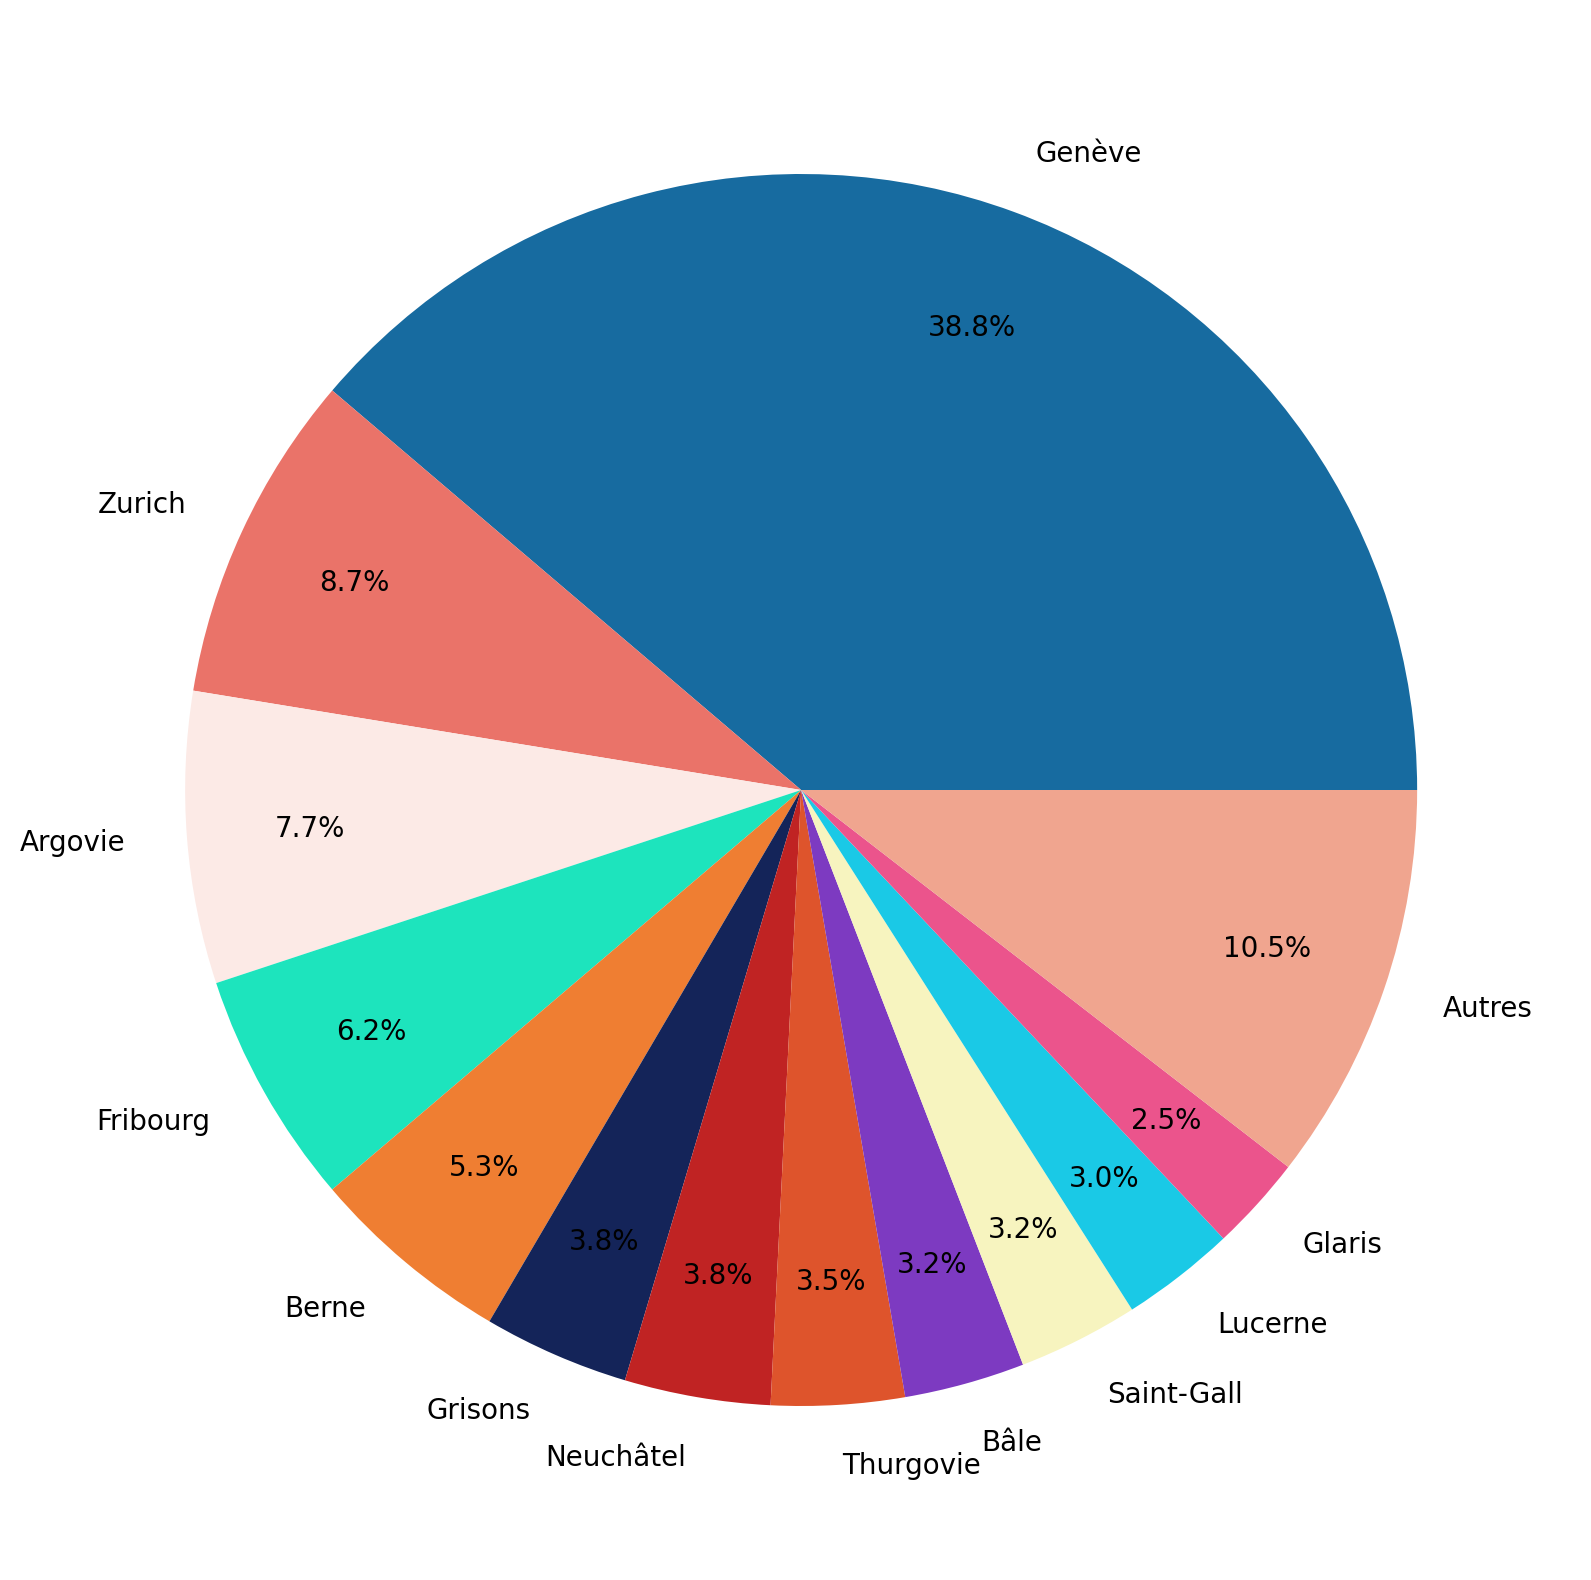 Genève
38.8%
Zurich
8.7%
Argovie
7.7%
Fribourg
6.2%
Berne
5.3%
Grisons
3.8%
Neuchâtel
3.8%
Thurgovie
3.5%
Bâle
3.2%
Saint-Gall
3.2%
Lucerne
3.0%
Glaris
2.5%
Autres
10.5%